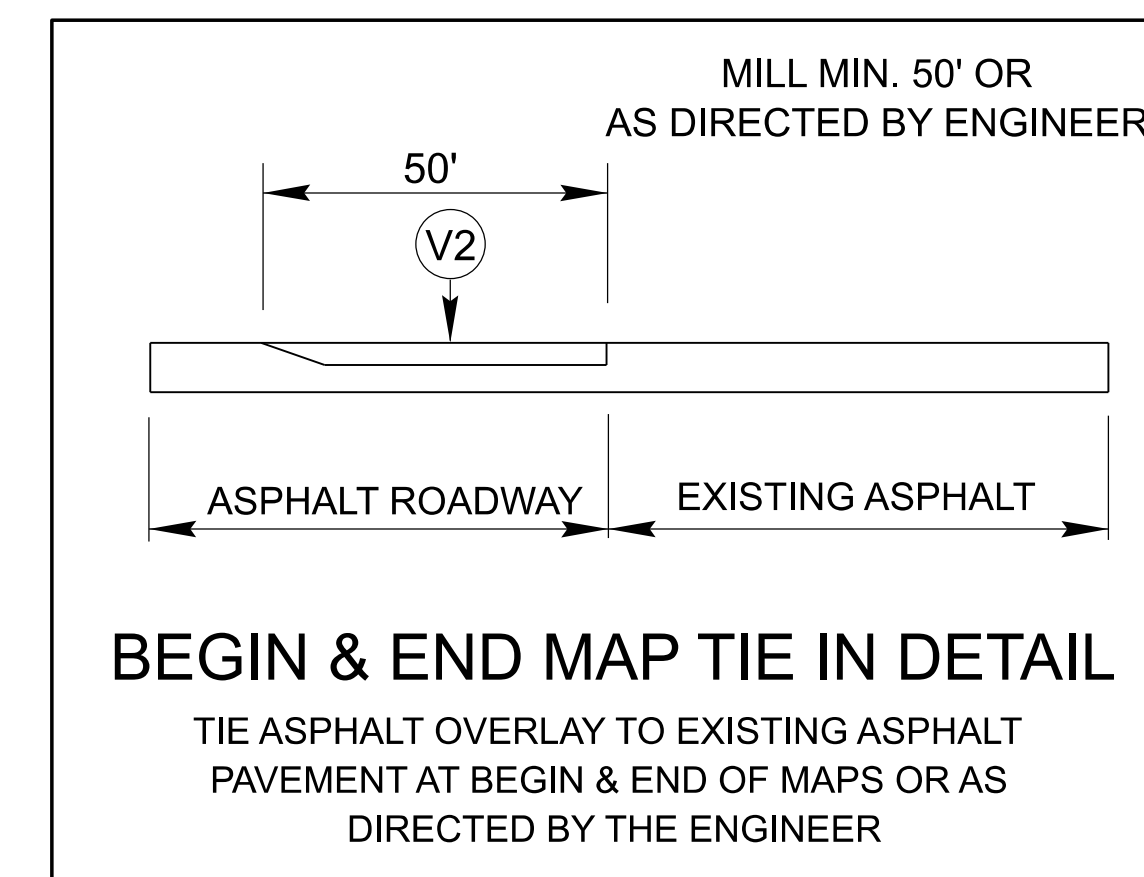 MILL MIN. 50' OR
AS DIRECTED BY ENGINEER
50'
V2
ASPHALT ROADWAY
EXISTING ASPHALT
BEGIN & END MAP TIE IN DETAIL
TIE ASPHALT OVERLAY TO EXISTING ASPHALT
PAVEMENT AT BEGIN & END OF MAPS OR AS
DIRECTED BY THE ENGINEER